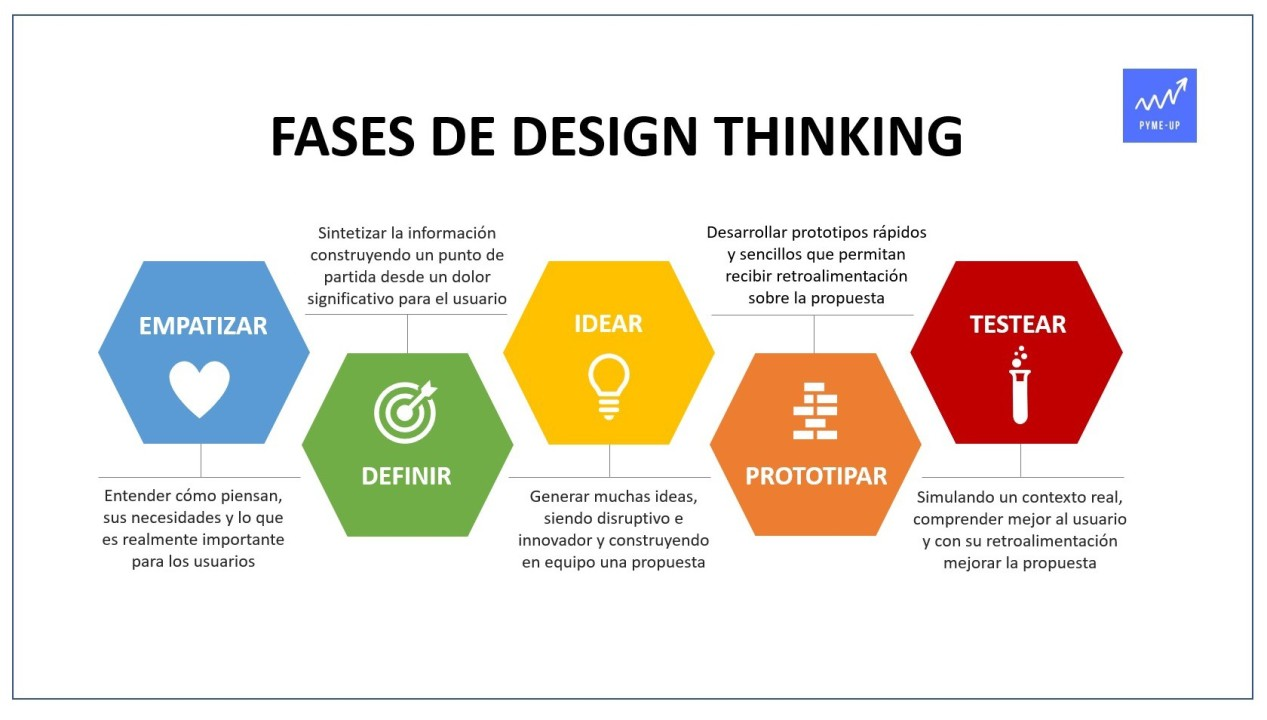 PYME-UP
FASES DE DESIGN THINKING
EMPATIZAR
Entender cómo piensan,
sus necesidades y lo que
es realmente importante
para los usuarios
Sintetizar la información
construyendo un punto de
partida desde un dolor
significativo para el usuario
DEFINIR
IDEAR
Generar muchas ideas,
siendo disruptivo e
innovador y construyendo
en equipo una propuesta
Desarrollar prototipos rápidos
y sencillos que permitan
recibir retroalimentación
sobre la propuesta
PROTOTIPAR
TESTEAR
Simulando un contexto real,
comprender mejor al usuario
y con su retroalimentación
mejorar la propuesta